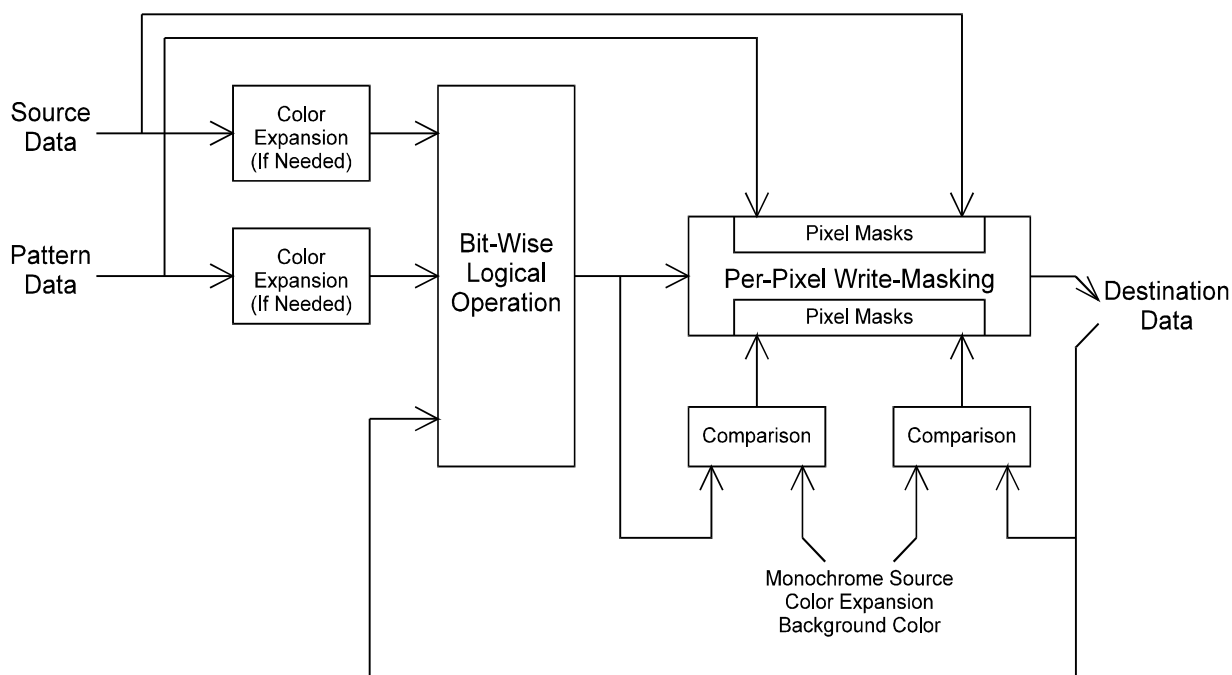 Source
Data
Color
Expansion
(If Needed)
Pattern
Data
Color
Expansion
(If Needed)
Bit-Wise
Logical
Operation
Pixel Masks
Per-Pixel Write-Masking
Pixel Masks
Destination
Data
Comparison
Comparison
Monochrome Source
Color Expansion
Background Color